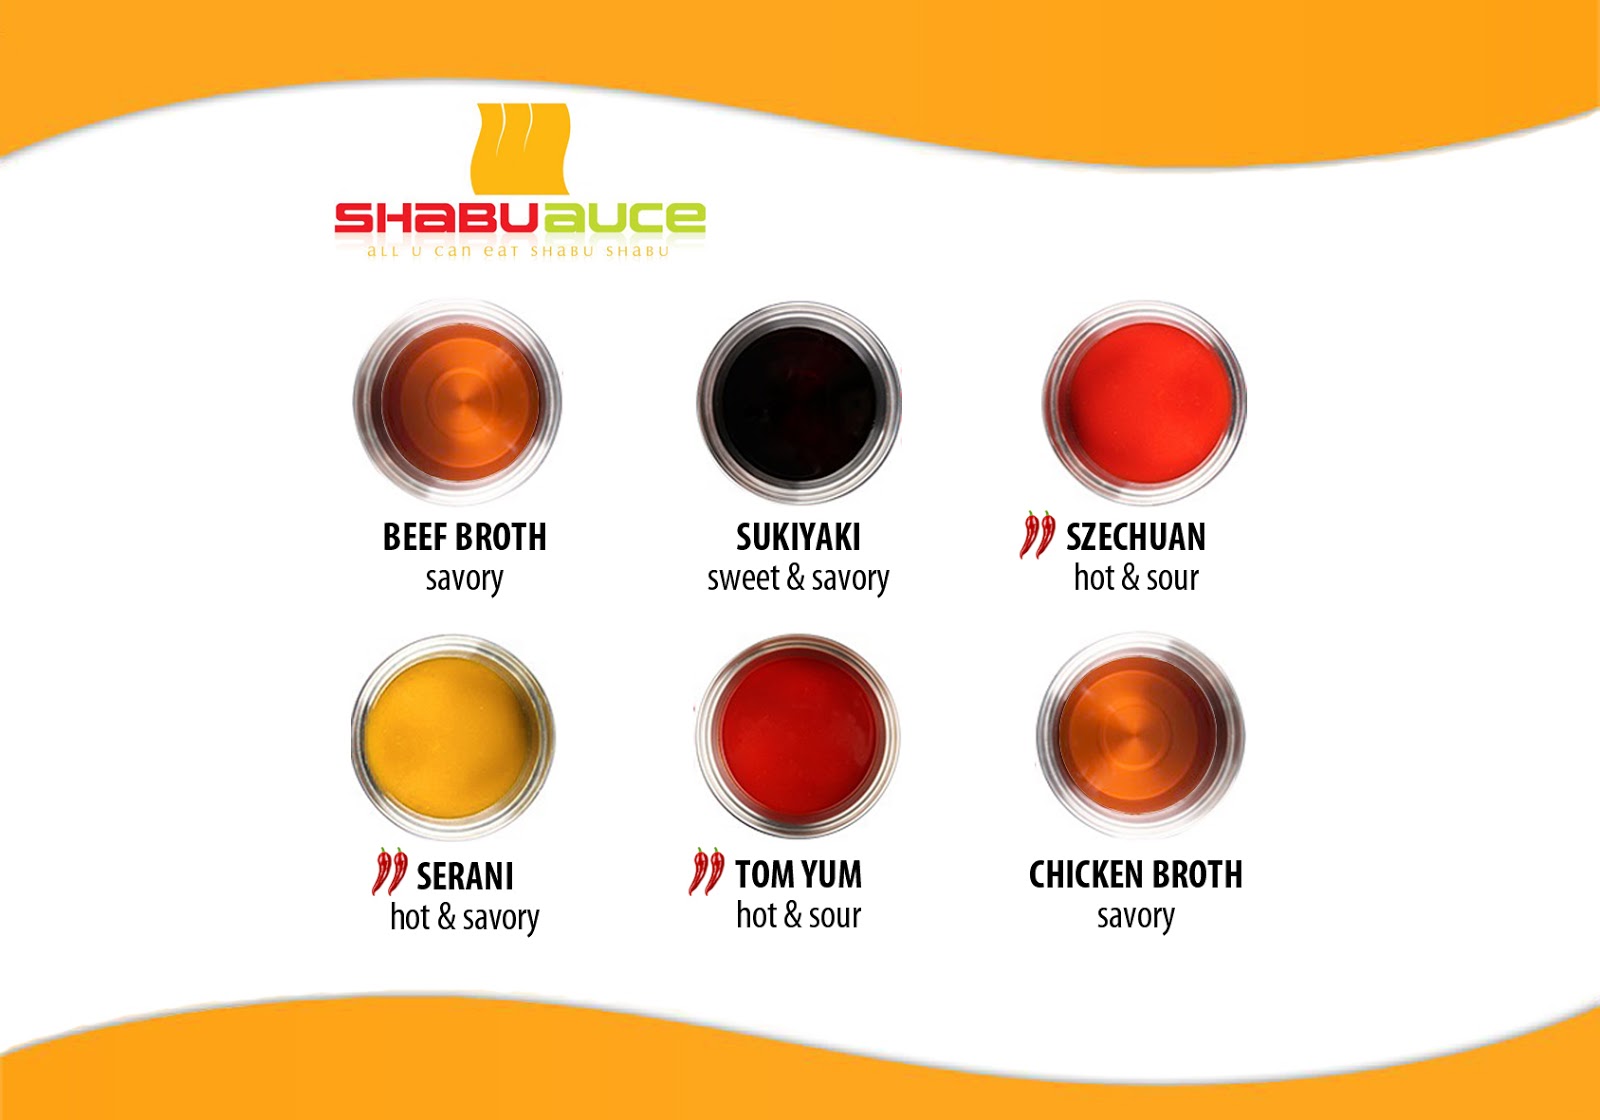 SHaBUauce
all u can eat SHaBU SHaBU
BEEF BROTH
savory
SUKIYAKI
sweet & savory
SZECHUAN
hot & sour
SERANI
hot & savory
TOM YUM
hot & sour
CHICKEN BROTH
savory